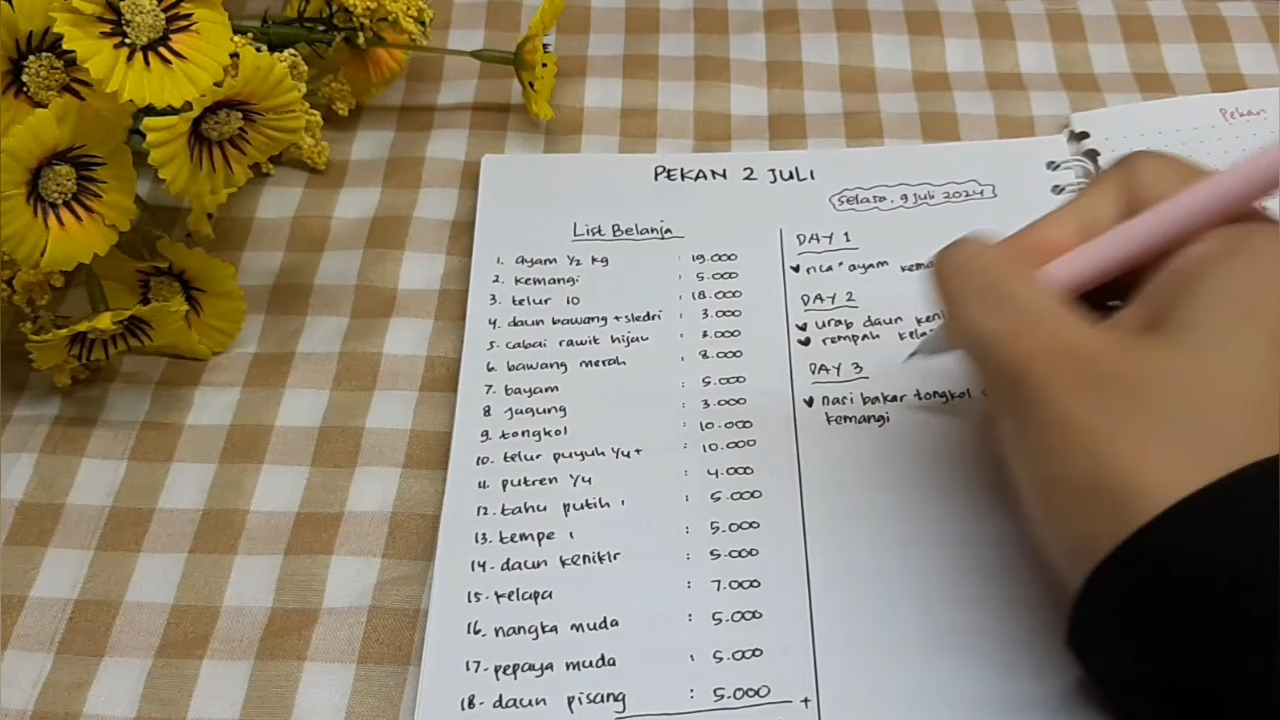 Pekan
PEKAN 2 JULI
Selasa, 9 Juli 2024
List Belanja
1. ayam 1/2 kg : 19.000
2. kemangi : 5.000
3. telur 10 : 18.000
4. daun bawang + sledri : 3.000
5. cabai rawit hijau : 3.000
6. bawang merah : 8.000
7. bayam : 5.000
8 jagung : 3.000
9. tongkol : 10.000
10. telur puyuh 1/4 + : 10.000
11. putren 1/4 : 4.000
12. tahu putih 1 : 5.000
13. tempe 1 : 5.000
14. daun kenikir : 5.000
15. kelapa : 7.000
16. nangka muda : 5.000
17. pepaya muda : 5.000
18. daun pisang : 5.000
+
DAY 1
rica" ayam
DAY 2
urab daun
rempah
DAY 3
nasi bakar tongkol
kemangi